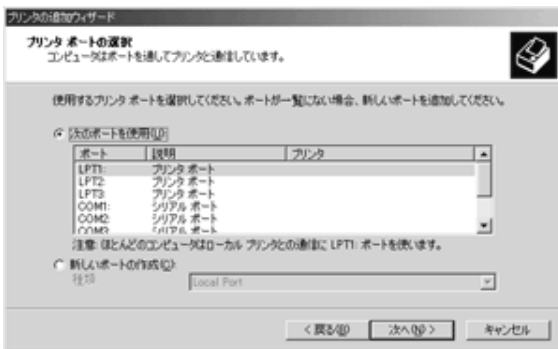 プリンタの追加ウィザード
プリンタ ポートの選択
コンピュータはポートを通してプリンタと通信しています。
使用するプリンタ ポートを選択してください。ポートが一覧にない場合、新しいポートを追加してください。
次のポートを使用(U):
ポート 説明 プリンタ
LPT1: プリンタ ポート
LPT2: プリンタ ポート
LPT3: プリンタ ポート
COM1: シリアル ポート
COM2: シリアル ポート
COM3: シリアル ポート
注意: ほとんどのコンピュータはローカル プリンタとの通信に LPT1: ポートを使います。
新しいポートの作成(C):
種類 Local Port
< 戻る(B) 次へ(N) > キャンセル